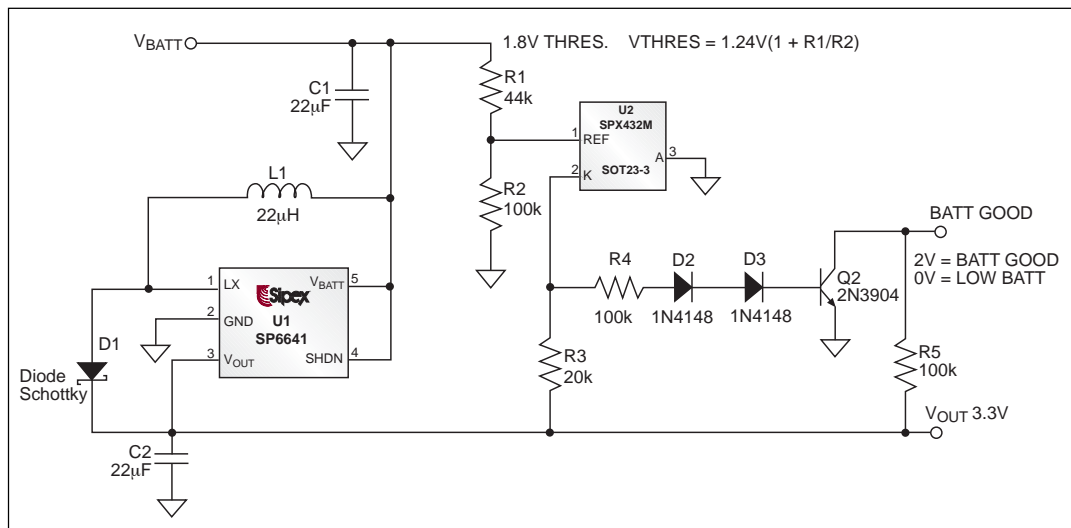 VBATT
1.8V THRES. VTHRES = 1.24V(1 + R1/R2)
C1
22μF
R1
44k
U2
SPX432M
1
REF
A
3
2
K
SOT23-3
L1
22μH
R2
100k
BATT GOOD
2V = BATT GOOD
0V = LOW BATT
R4
100k
D2
1N4148
D3
1N4148
Q2
2N3904
1
LX
Sipex
VBATT
5
2
GND
U1
SP6641
3
VOUT
SHDN
4
D1
Diode
Schottky
R3
20k
R5
100k
VOUT 3.3V
C2
22μF